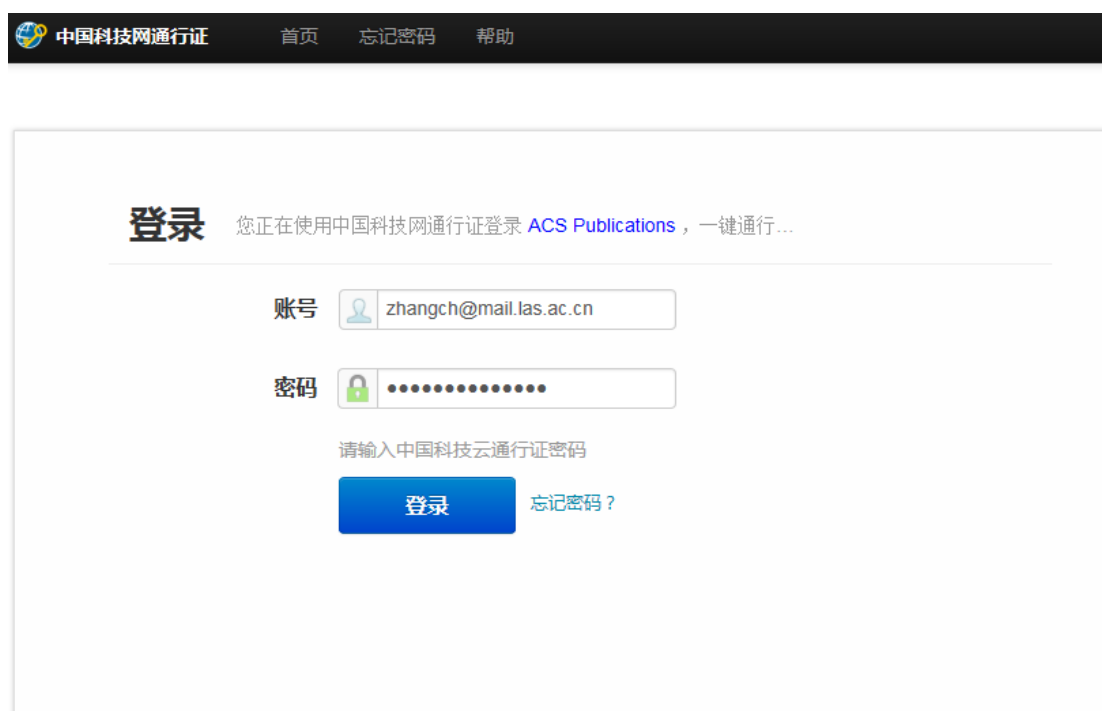 中国科技网通行证 首页 忘记密码 帮助
登录 您正在使用中国科技网通行证登录 ACS Publications ，一键通行...
账号 zhangch@mail.las.ac.cn
密码 ••••••••••••••
请输入中国科技云通行证密码
登录 忘记密码？